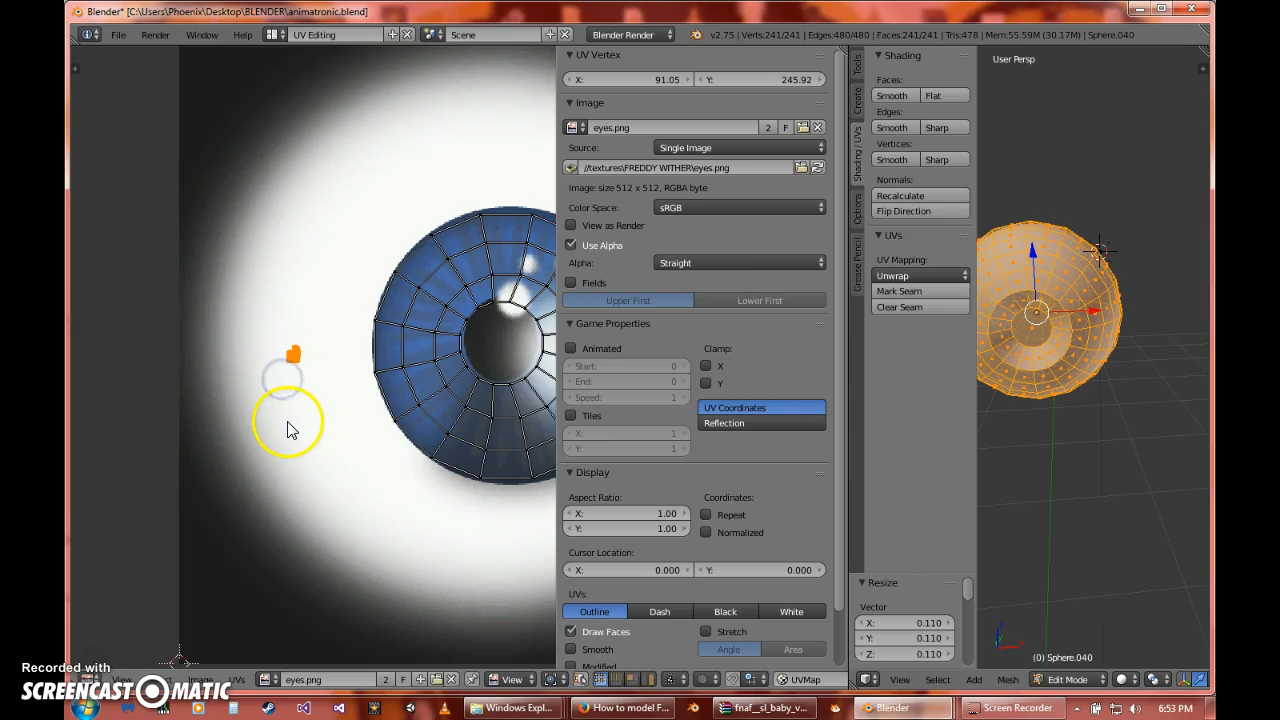 Blender* [C:\Users\Phoenix\Desktop\BLENDER\animatronic.blend]
File Render Window Help UV Editing Scene Blender Render v2.75 | Verts:241/241 | Edges:480/480 | Faces:241/241 | Tris:478 | Mem:55.59M (30.17M) | Sphere.040
UV Vertex
X: 91.05 Y: 245.92
Image
eyes.png 2 F
Source: Single Image
//textures\FREDDY WITHER\eyes.png
Image: size 512 x 512, RGBA byte
Color Space: sRGB
View as Render
Use Alpha
Alpha: Straight
Fields
Upper First Lower First
Game Properties
Animated
Start: 0
End: 0
Speed: 1
Tiles
X: 1
Y: 1
Clamp:
X
Y
UV Coordinates
Reflection
Display
Aspect Ratio:
X: 1.00
Y: 1.00
Coordinates:
Repeat
Normalized
Cursor Location:
X: 0.000 Y: 0.000
UVs:
Outline Dash Black White
Draw Faces
Smooth
Modified
Stretch
Angle Area
Tools
Create
Shading / UVs
Options
Grease Pencil
Shading
Faces:
Smooth Flat
Edges:
Smooth Sharp
Vertices:
Smooth Sharp
Normals:
Recalculate
Flip Direction
UVs
UV Mapping:
Unwrap
Mark Seam
Clear Seam
Resize
Vector
X: 0.110
Y: 0.110
Z: 0.110
User Persp
(0) Sphere.040
View Image UVs eyes.png 2 F View UVMap
View Select Add Mesh Edit Mode
Recorded with
SCREENCAST MATIC
Windows Expl...
How to model F...
fnaf__sl_baby_v...
Blender
Screen Recorder
6:53 PM